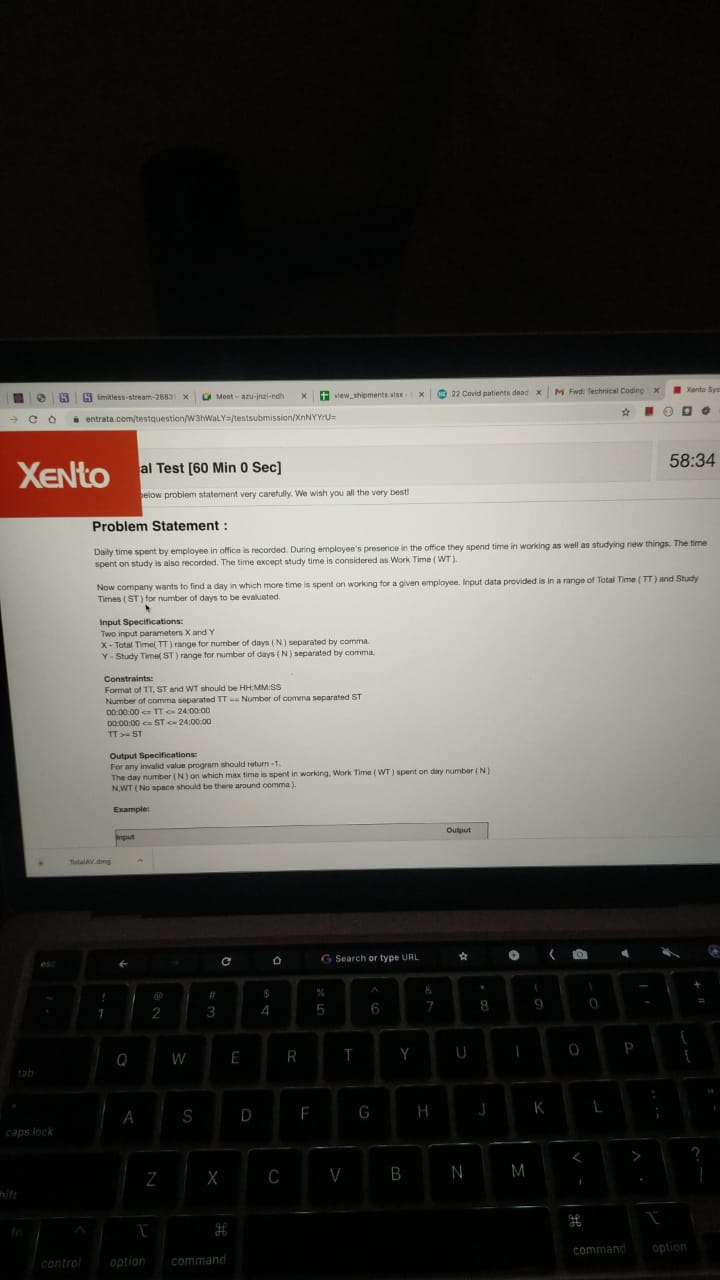 limitless-stream-26831
Meet – azu-jnzi-ndh
view_shipments.xlsx -
22 Covid patients dead
Fwd: Technical Coding
Xento Sys
entrata.com/testquestion/W3hWaLY=/testsubmission/XnNYYrU=
XENTO
al Test [60 Min 0 Sec]
58:34
below problem statement very carefully. We wish you all the very best!
Problem Statement :
Daily time spent by employee in office is recorded. During employee's presence in the office they spend time in working as well as studying new things. The time
spent on study is also recorded. The time except study time is considered as Work Time ( WT ).
Now company wants to find a day in which more time is spent on working for a given employee. Input data provided is in a range of Total Time ( TT ) and Study
Times ( ST ) for number of days to be evaluated.
Input Specifications:
Two input parameters X and Y
X - Total Time( TT ) range for number of days ( N ) separated by comma.
Y - Study Time( ST ) range for number of days ( N ) separated by comma.
Constraints:
Format of TT, ST and WT should be HH:MM:SS
Number of comma separated TT == Number of comma separated ST
00:00:00 <= TT <= 24:00:00
00:00:00 <= ST <= 24:00:00
TT >= ST
Output Specifications:
For any invalid value program should return -1.
The day number ( N ) on which max time is spent in working, Work Time ( WT ) spent on day number ( N )
N,WT ( No space should be there around comma ).
Example:
Input Output
TotalAV.dmg
esc Search or type URL
~ ! @ # $ % ^ & * ( ) — +
1 2 3 4 5 6 7 8 9 0 - =
tab Q W E R T Y U I O P { [
caps lock A S D F G H J K L : ; "
Z X C V B N M < , > . ? /
fn control option command command option